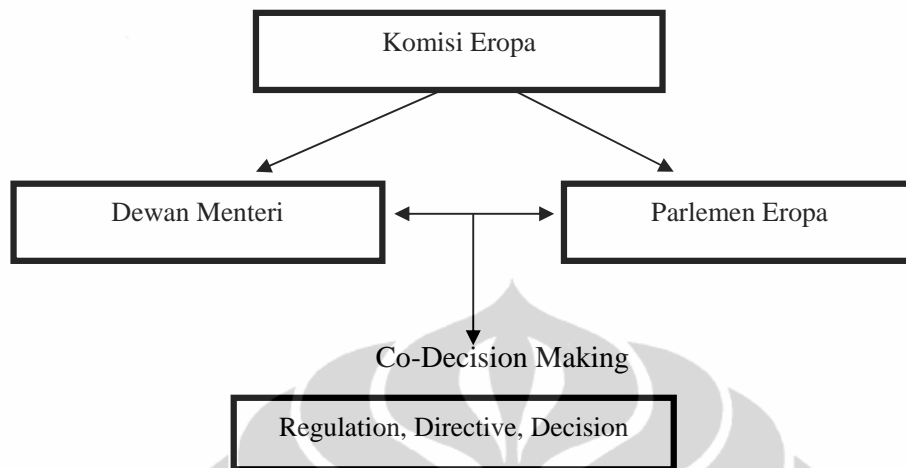 Komisi Eropa
Dewan Menteri
Parlemen Eropa
Co-Decision Making
Regulation, Directive, Decision